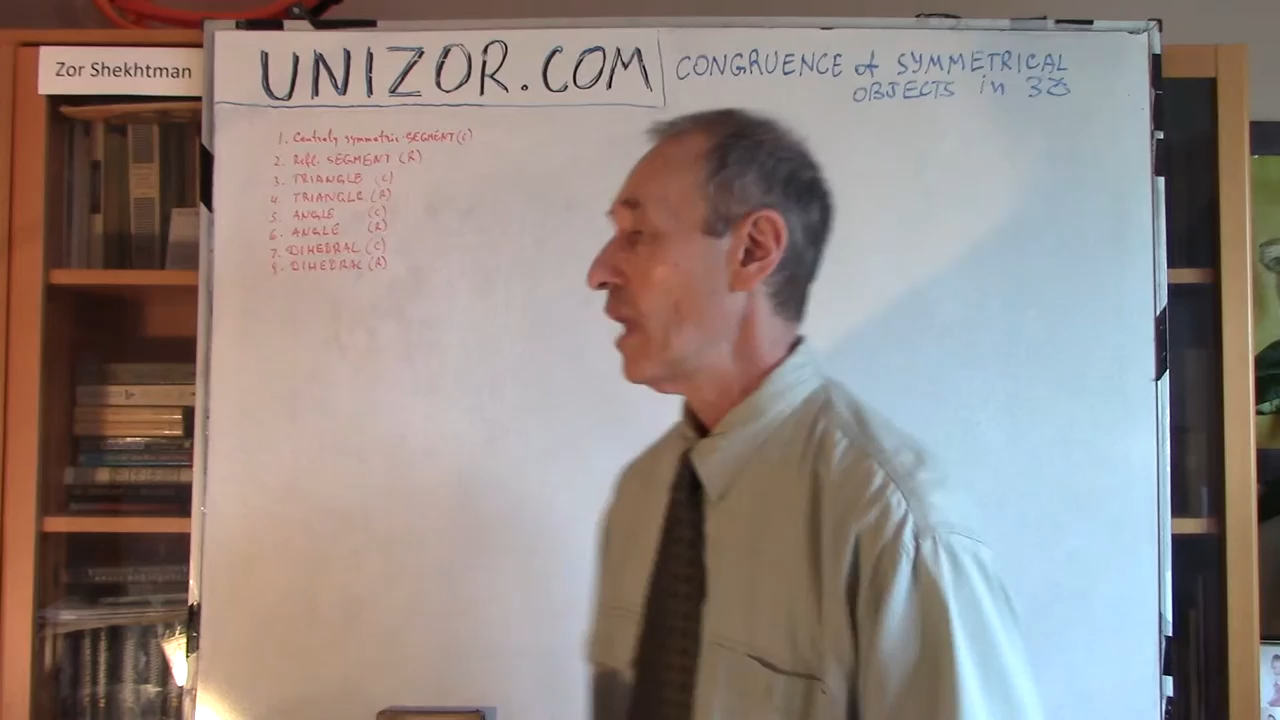 Zor Shekhtman
UNIZOR.COM
CONGRUENCE of SYMMETRICAL
OBJECTS in 3D
1. Centraly symmetric SEGMENT (C)
2. Refl. SEGMENT (R)
3. TRIANGLE (C)
4. TRIANGLE (R)
5. ANGLE (C)
6. ANGLE (R)
7. DIHEDRAL (C)
8. DIHEDRAL (R)